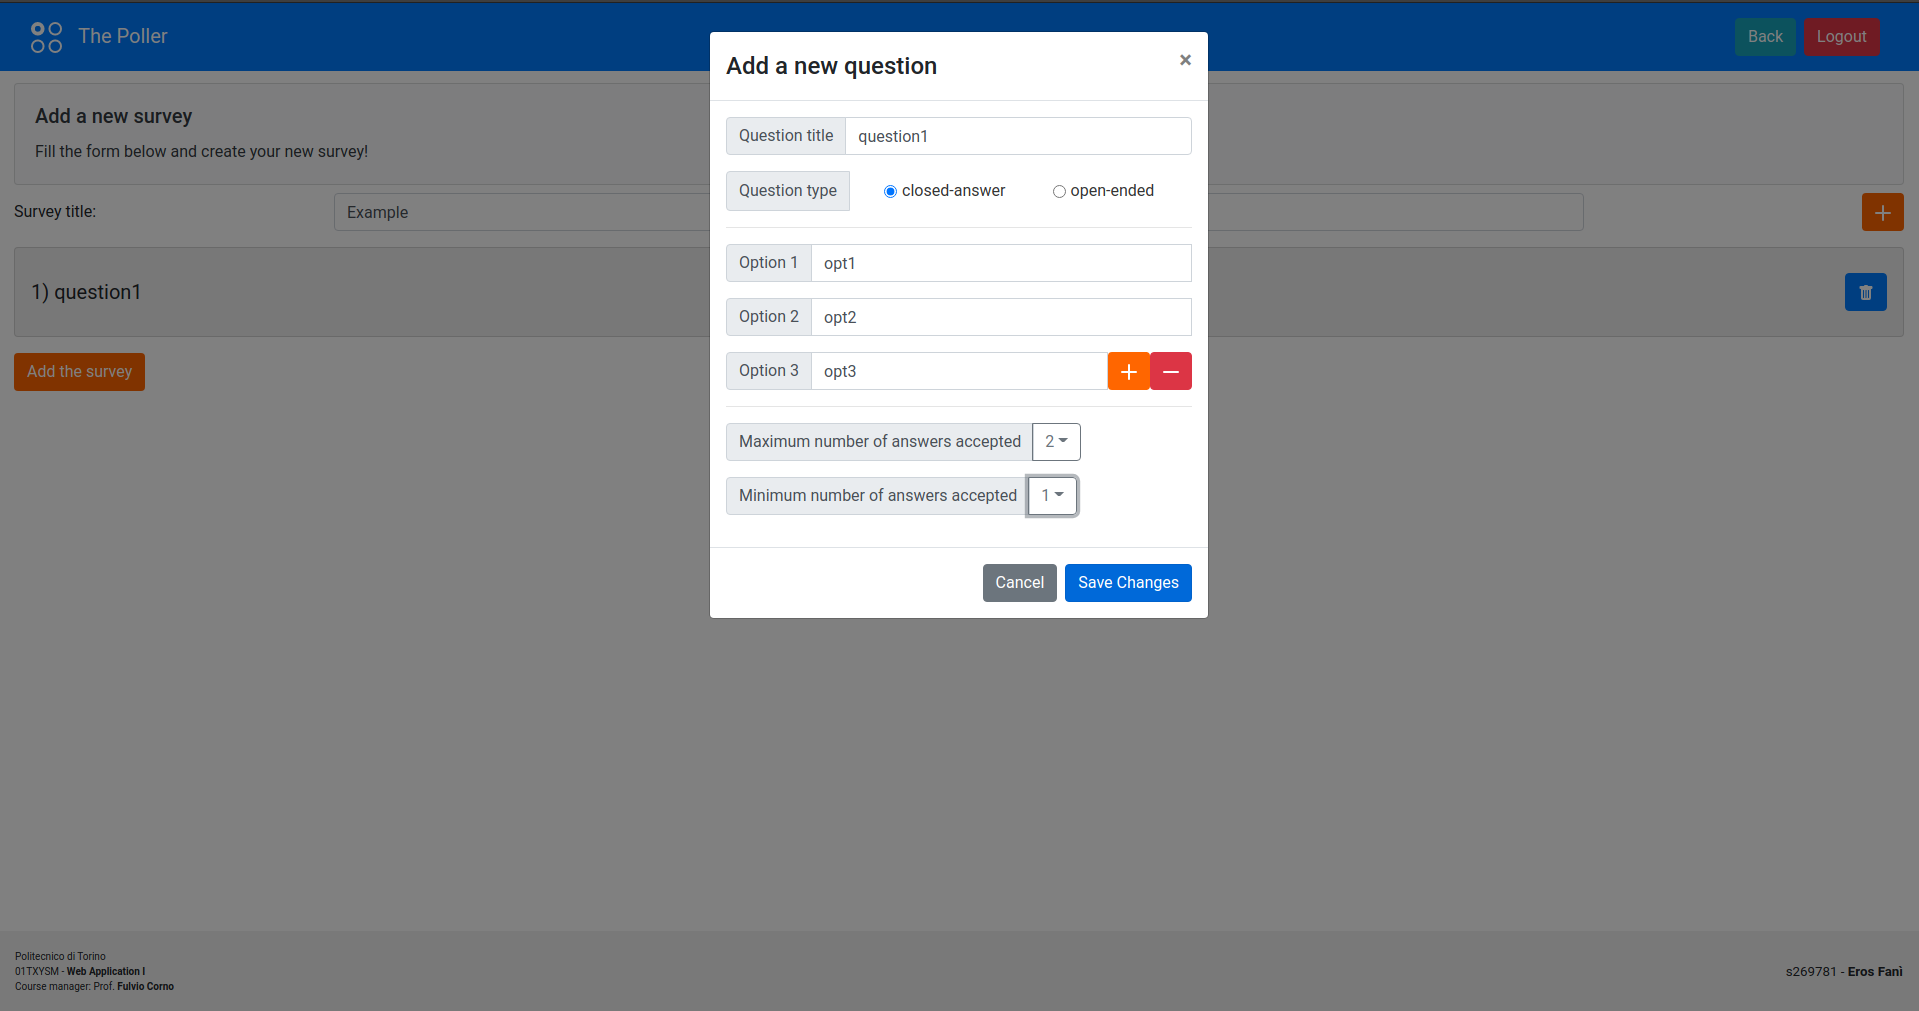 The Poller
Back
Logout
Add a new survey
Fill the form below and create your new survey!
Survey title:
Example
1) question1
Add the survey
Add a new question
×
Question title
question1
Question type
closed-answer
open-ended
Option 1
opt1
Option 2
opt2
Option 3
opt3
Maximum number of answers accepted
2
Minimum number of answers accepted
1
Cancel
Save Changes
Politecnico di Torino
01TXYSM - Web Application I
Course manager: Prof. Fulvio Corno
s269781 - Eros Fanì